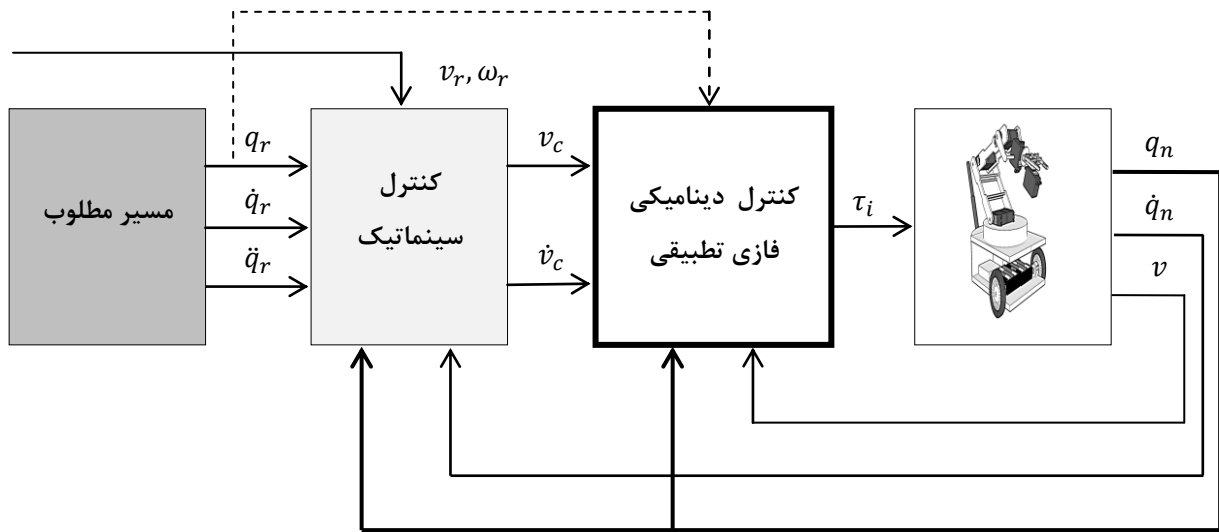 v_r, ω_r
مسیر مطلوب
q_r
q̇_r
q̈_r
کنترل
سینماتیک
v_c
v̇_c
کنترل دینامیکی
فازی تطبیقی
τ_i
q_n
q̇_n
v